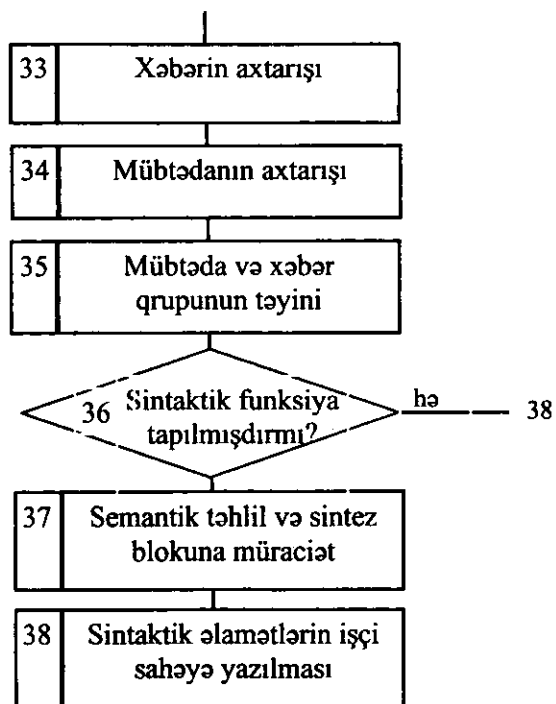 33 Xəbərin axtarışı
34 Mübtədanın axtarışı
35 Mübtəda və xəbər
qrupunun təyini
36 Sintaktik funksiya
tapılmışdırmı?
hə 38
37 Semantik təhlil və sintez
blokuna müraciət
38 Sintaktik əlamətlərin işçi
sahəyə yazılması